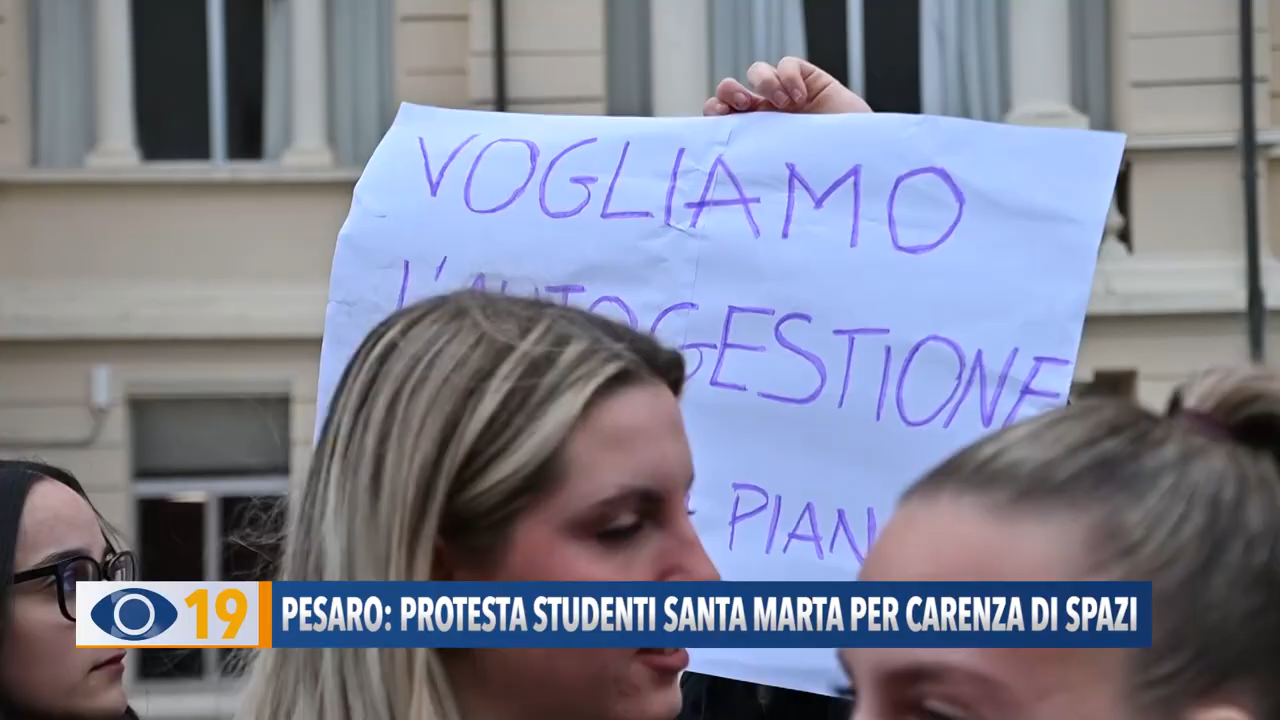 VOGLIAMO
L'AUTOGESTIONE
PIAN
19 PESARO: PROTESTA STUDENTI SANTA MARTA PER CARENZA DI SPAZI